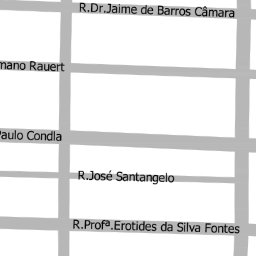 R.Dr.Jaime de Barros Câmara
mano Rauert
Paulo Condla
R.José Santangelo
R.Profª.Erotides da Silva Fontes